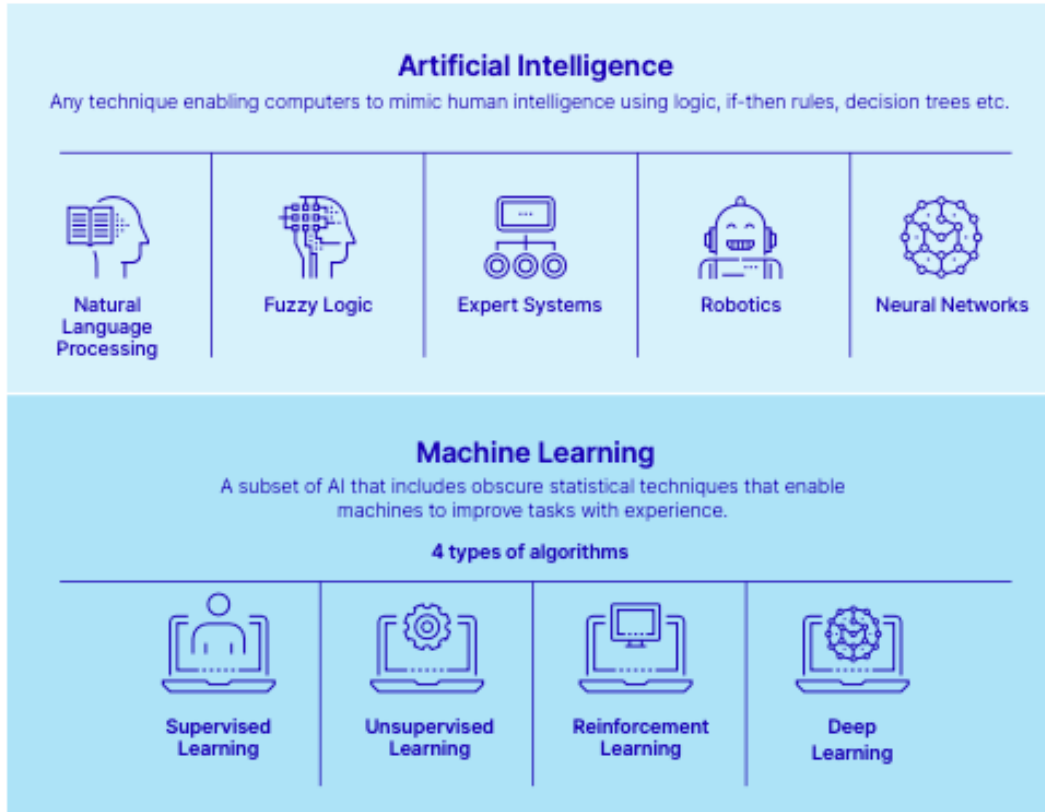 Artificial Intelligence
Any technique enabling computers to mimic human intelligence using logic, if-then rules, decision trees etc.
Natural
Language
Processing
Fuzzy Logic
Expert Systems
Robotics
Neural Networks
Machine Learning
A subset of AI that includes obscure statistical techniques that enable
machines to improve tasks with experience.
4 types of algorithms
Supervised
Learning
Unsupervised
Learning
Reinforcement
Learning
Deep
Learning